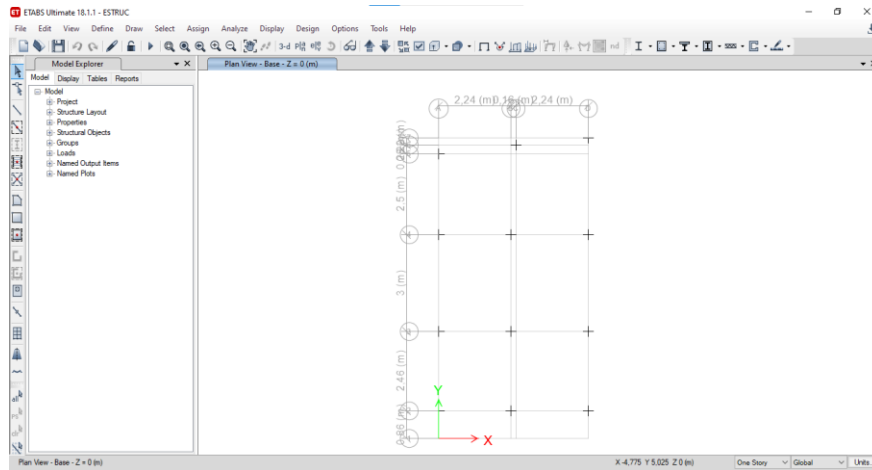 ETABS Ultimate 18.1.1 - ESTRUC
File Edit View Define Draw Select Assign Analyze Display Design Options Tools Help
3-d
nd
Model Explorer
Plan View - Base - Z = 0 (m)
Model Display Tables Reports
Model
Project
Structure Layout
Properties
Structural Objects
Groups
Loads
Named Output Items
Named Plots
2,24 (m)
2,24 (m)
2,5 (m)
3 (m)
2,46 (m)
Y
X
Plan View - Base - Z = 0 (m)
X -4,775 Y 5,025 Z 0 (m)
One Story
Global
Units...